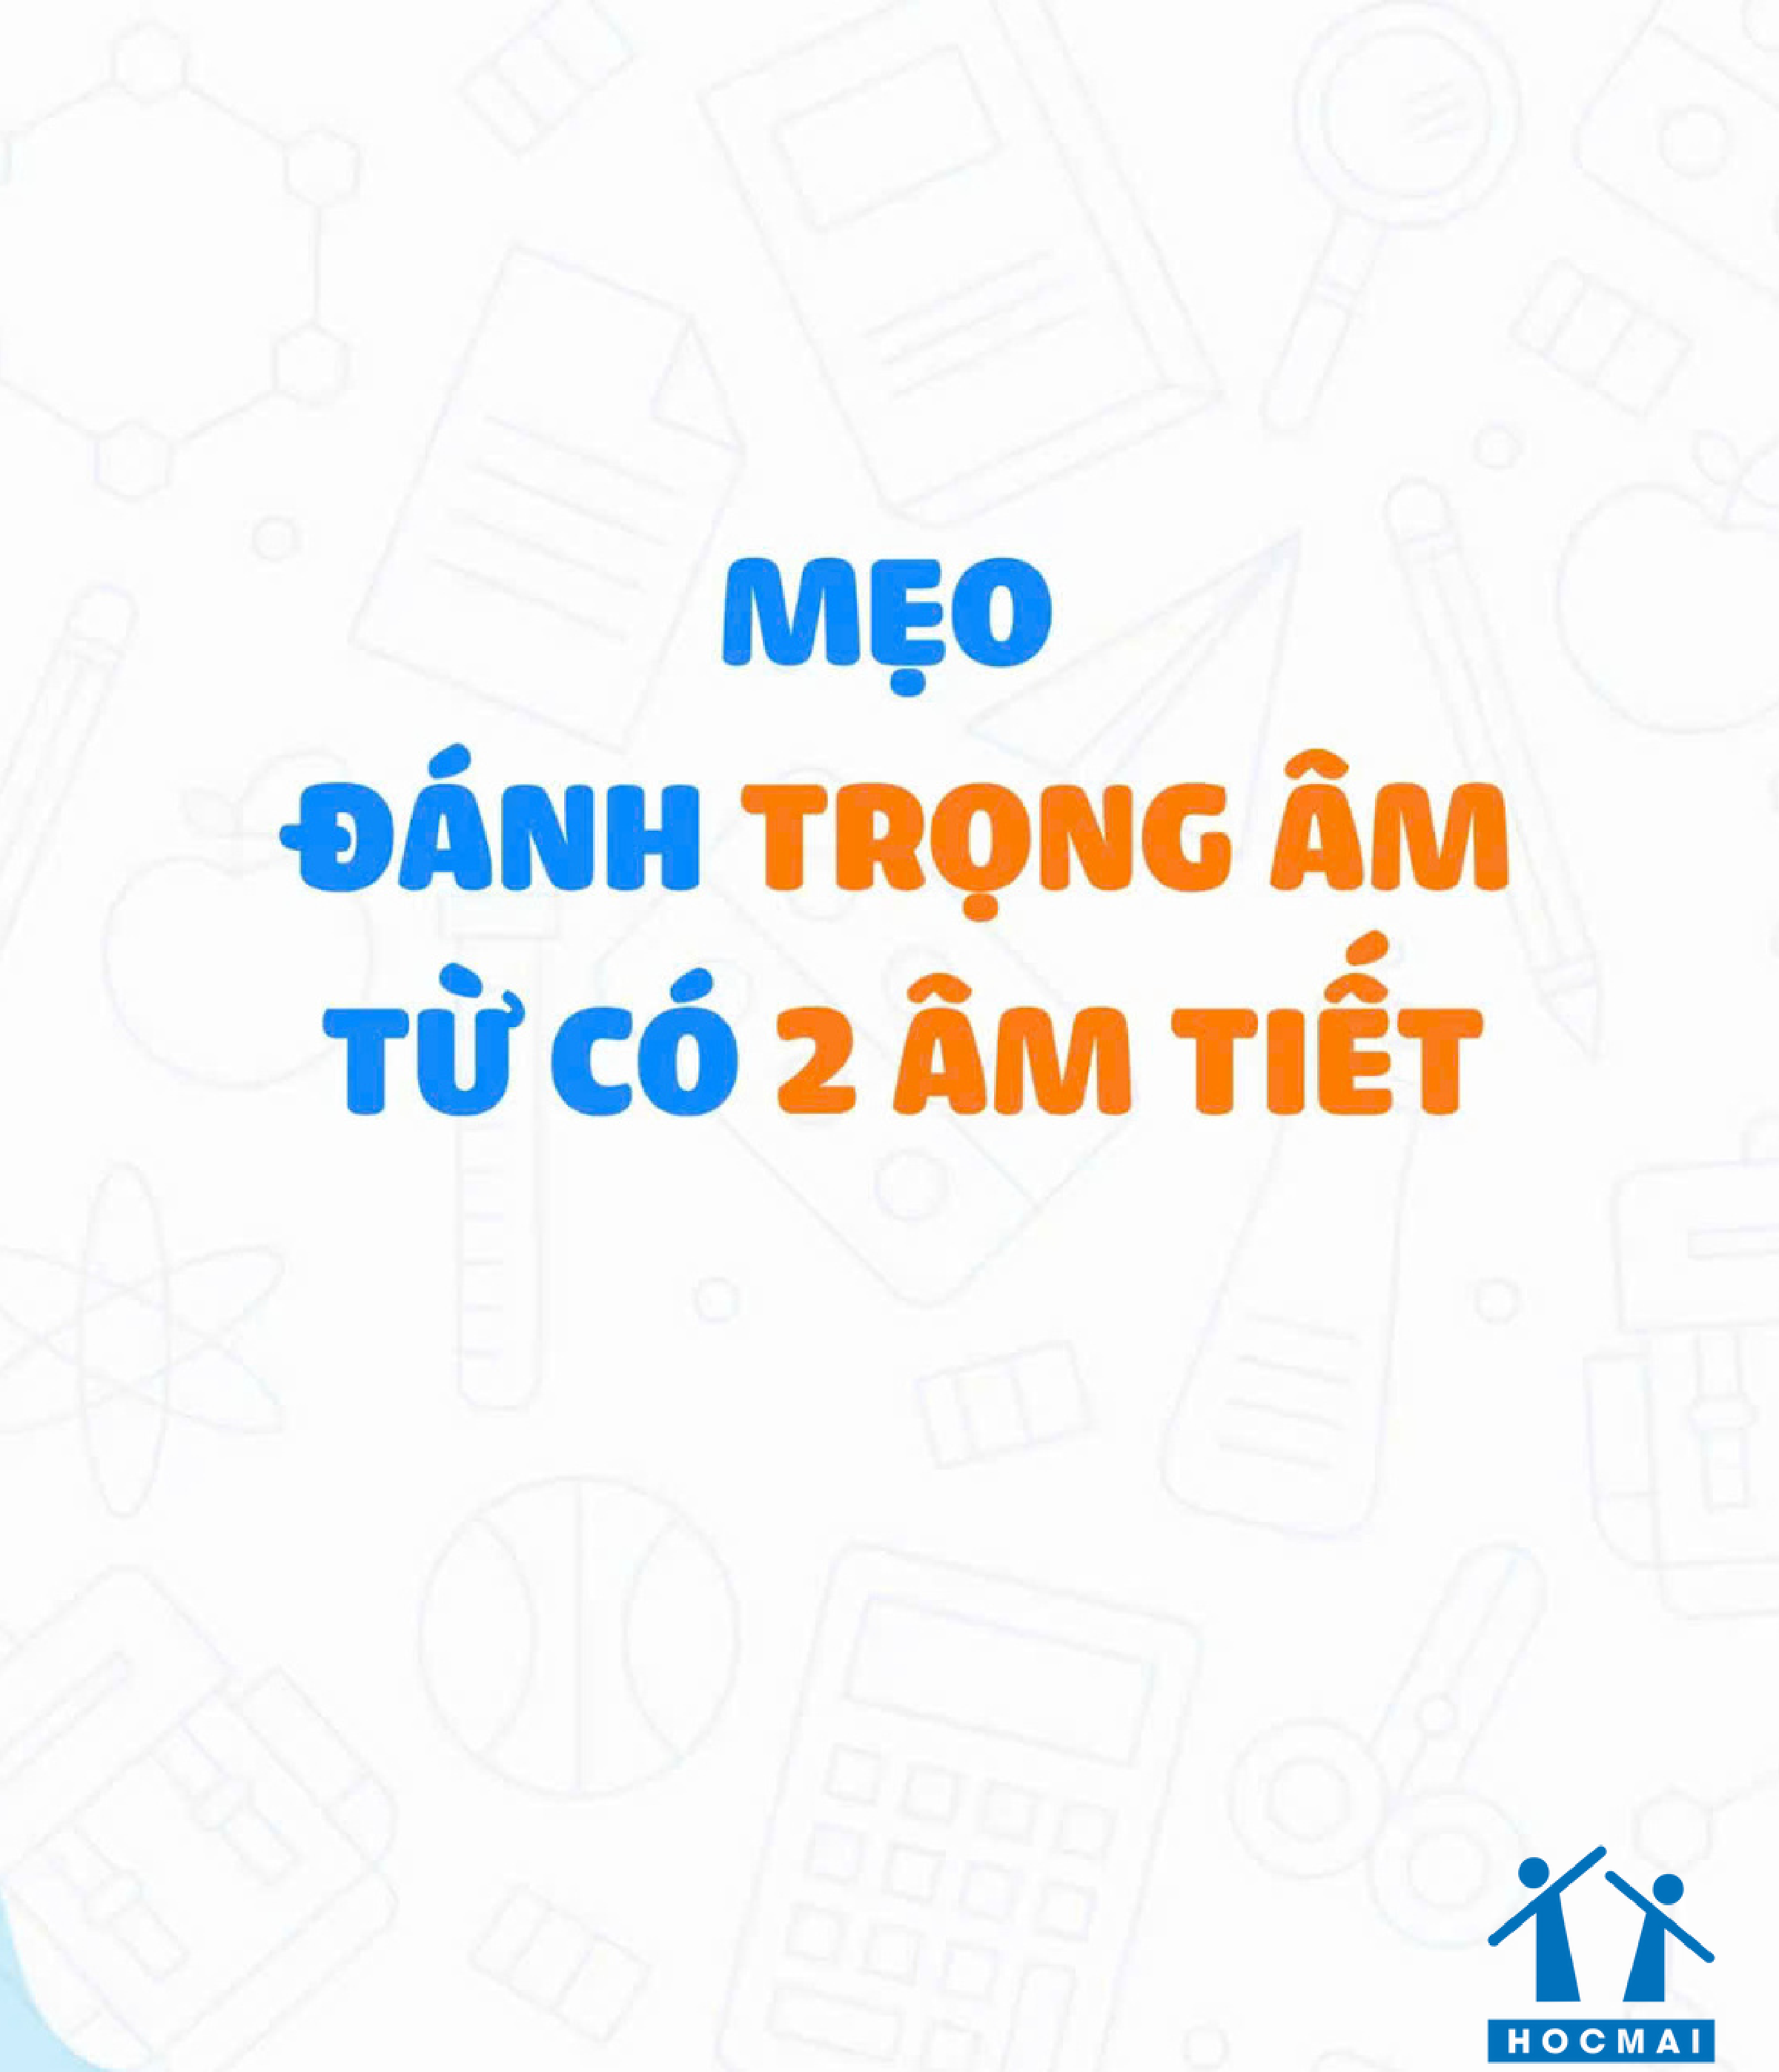 MẸO
ĐÁNH TRỌNG ÂM
TỪ CÓ 2 ÂM TIẾT
HOCMAI